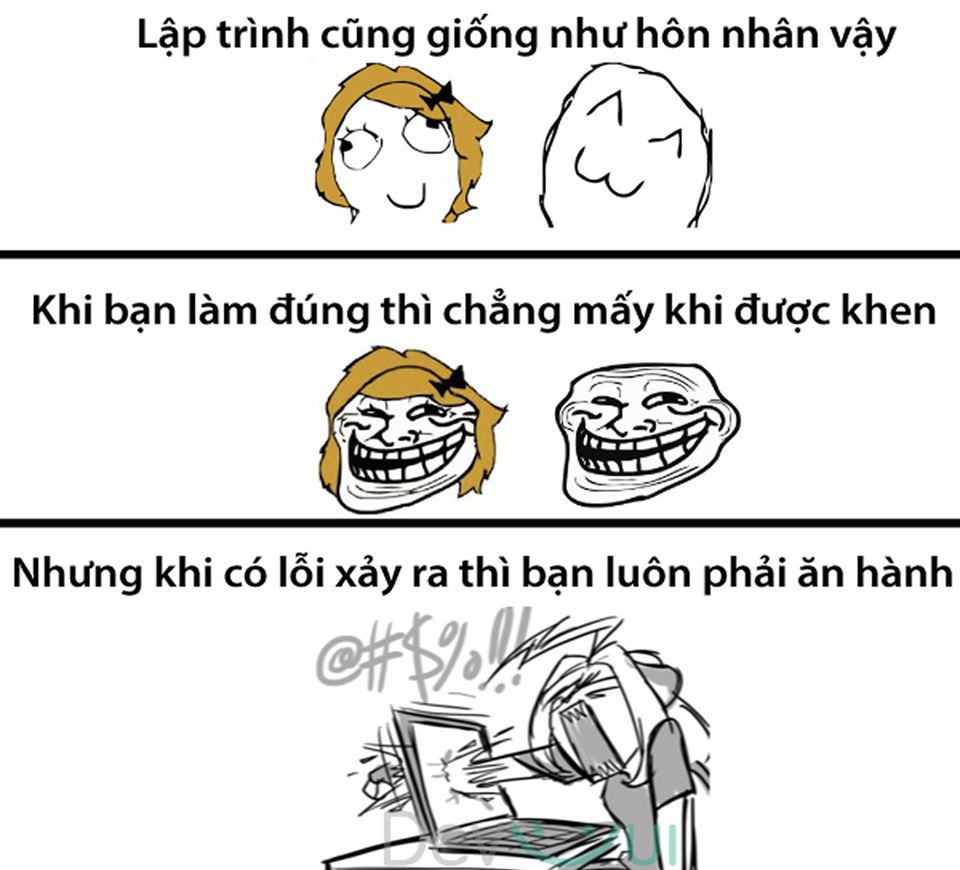 Lập trình cũng giống như hôn nhân vậy
Khi bạn làm đúng thì chẳng mấy khi được khen
Nhưng khi có lỗi xảy ra thì bạn luôn phải ăn hành
@#$%!!!